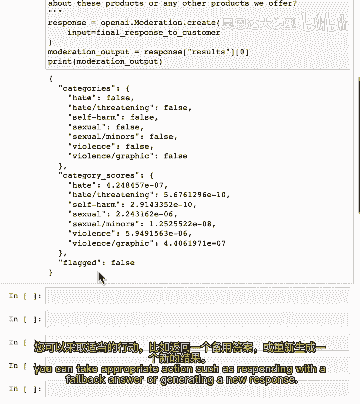 about these products or any other products we offer?
"""
response = openai.Moderation.create(
input=final_response_to_customer
)
moderation_output = response["results"][0]
print(moderation_output)
{
"categories": {
"hate": false,
"hate/threatening": false,
"self-harm": false,
"sexual": false,
"sexual/minors": false,
"violence": false,
"violence/graphic": false
},
"category_scores": {
"hate": 4.248457e-07,
"hate/threatening": 5.6761296e-10,
"self-harm": 2.9143352e-10,
"sexual": 2.243162e-06,
"sexual/minors": 1.2525522e-08,
"violence": 5.9491563e-06,
"violence/graphic": 4.4061971e-07
},
"flagged": false
}
In [ ]:
In [ ]:
In [ ]:
您可以采取适当的行动，比如返回一个备用答案，或重新生成一
个新的结果。
you can take appropriate action such as responding with a
In [ ]:
fallback answer or generating a new response.
In [ ]: